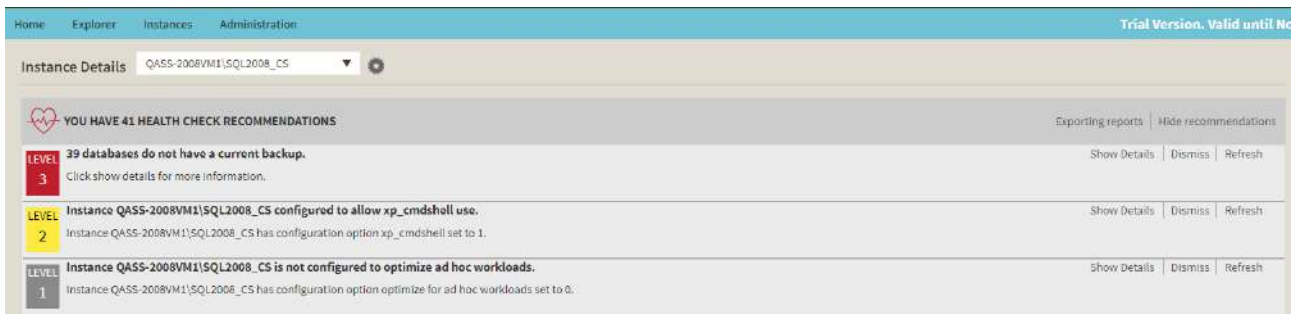 Home Explorer Instances Administration Trial Version. Valid until No
Instance Details QASS-2008VM1\SQL2008_CS
YOU HAVE 41 HEALTH CHECK RECOMMENDATIONS Exporting reports Hide recommendations
LEVEL 39 databases do not have a current backup. Show Details Dismiss Refresh
3 Click show details for more information.
LEVEL Instance QASS-2008VM1\SQL2008_CS configured to allow xp_cmdshell use. Show Details Dismiss Refresh
2 Instance QASS-2008VM1\SQL2008_CS has configuration option xp_cmdshell set to 1.
LEVEL Instance QASS-2008VM1\SQL2008_CS is not configured to optimize ad hoc workloads. Show Details Dismiss Refresh
1 Instance QASS-2008VM1\SQL2008_CS has configuration option optimize for ad hoc workloads set to 0.